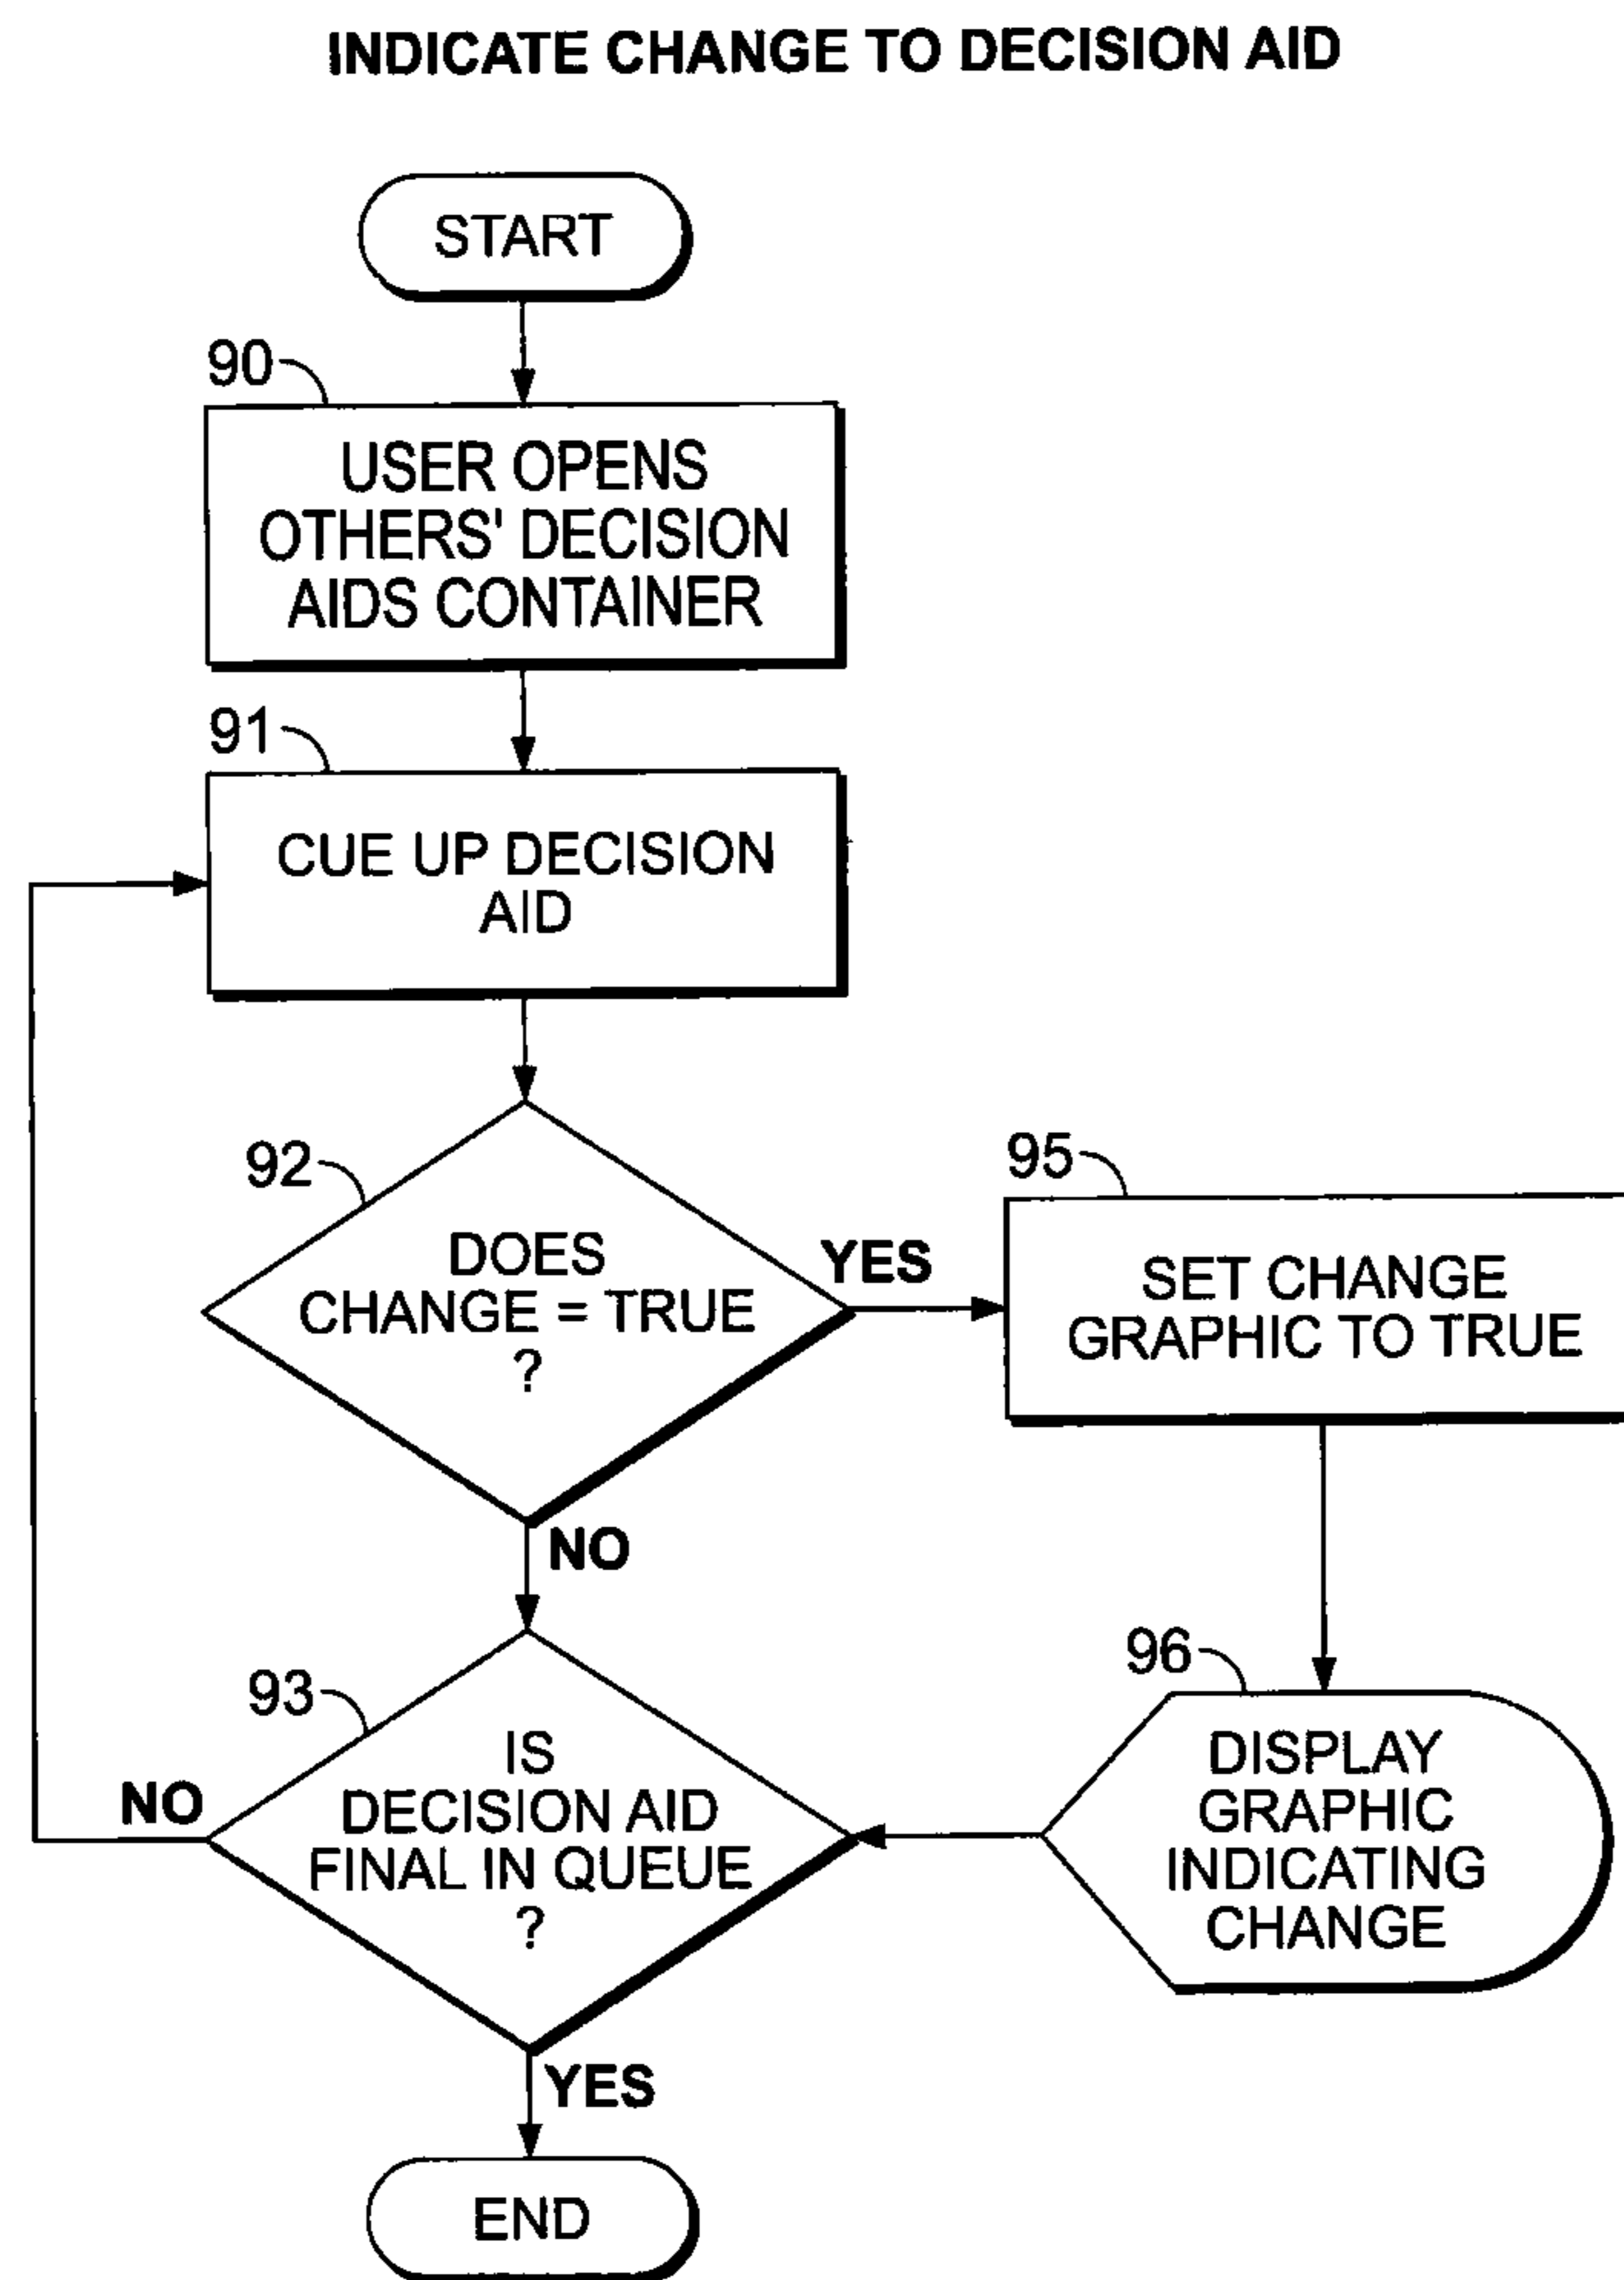 INDICATE CHANGE TO DECISION AID
START
90
USER OPENS
OTHERS' DECISION
AIDS CONTAINER
91
CUE UP DECISION
AID
92
DOES
CHANGE = TRUE
?
YES
95
SET CHANGE
GRAPHIC TO TRUE
NO
93
IS
DECISION AID
FINAL IN QUEUE
?
NO
96
DISPLAY
GRAPHIC
INDICATING
CHANGE
YES
END